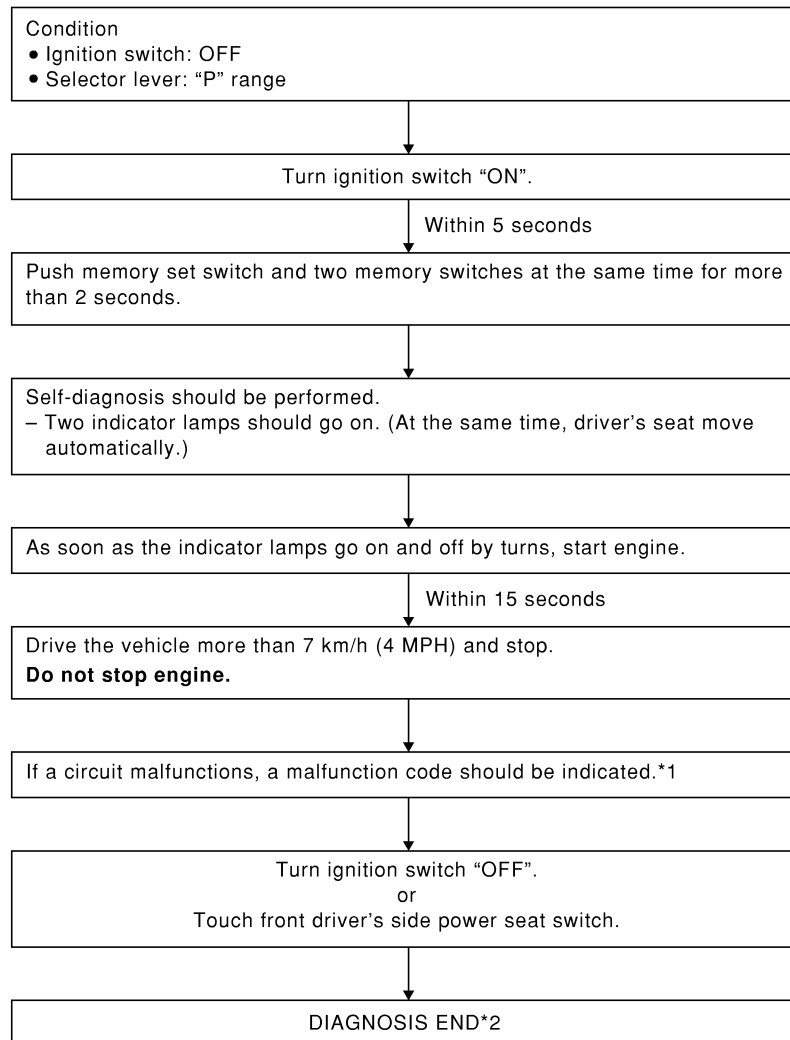 Condition
● Ignition switch: OFF
● Selector lever: “P” range
Turn ignition switch “ON”.
Within 5 seconds
Push memory set switch and two memory switches at the same time for more
than 2 seconds.
Self-diagnosis should be performed.
– Two indicator lamps should go on. (At the same time, driver’s seat move
automatically.)
As soon as the indicator lamps go on and off by turns, start engine.
Within 15 seconds
Drive the vehicle more than 7 km/h (4 MPH) and stop.
Do not stop engine.
If a circuit malfunctions, a malfunction code should be indicated.*1
Turn ignition switch “OFF”.
or
Touch front driver’s side power seat switch.
DIAGNOSIS END*2